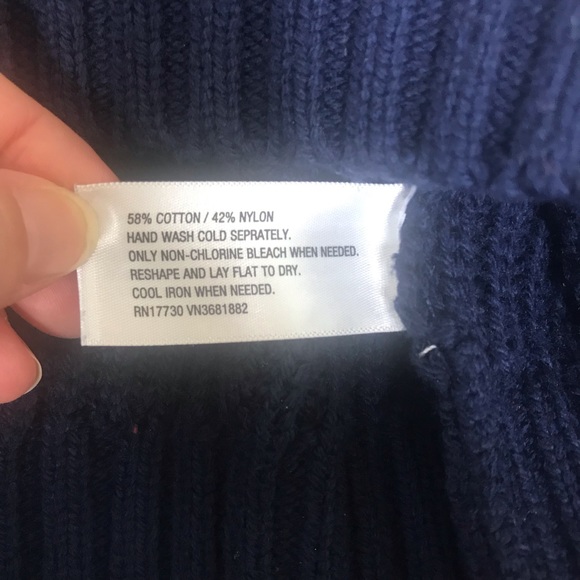 58% COTTON / 42% NYLON
HAND WASH COLD SEPRATELY.
ONLY NON-CHLORINE BLEACH WHEN NEEDED.
RESHAPE AND LAY FLAT TO DRY.
COOL IRON WHEN NEEDED.
RN17730 VN3681882